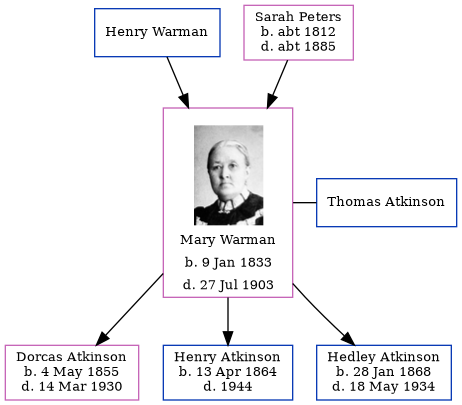 Henry Warman
Sarah Peters
b. abt 1812
d. abt 1885
Mary Warman
b. 9 Jan 1833
d. 27 Jul 1903
Thomas Atkinson
Dorcas Atkinson
b. 4 May 1855
d. 14 Mar 1930
Henry Atkinson
b. 13 Apr 1864
d. 1944
Hedley Atkinson
b. 28 Jan 1868
d. 18 May 1934